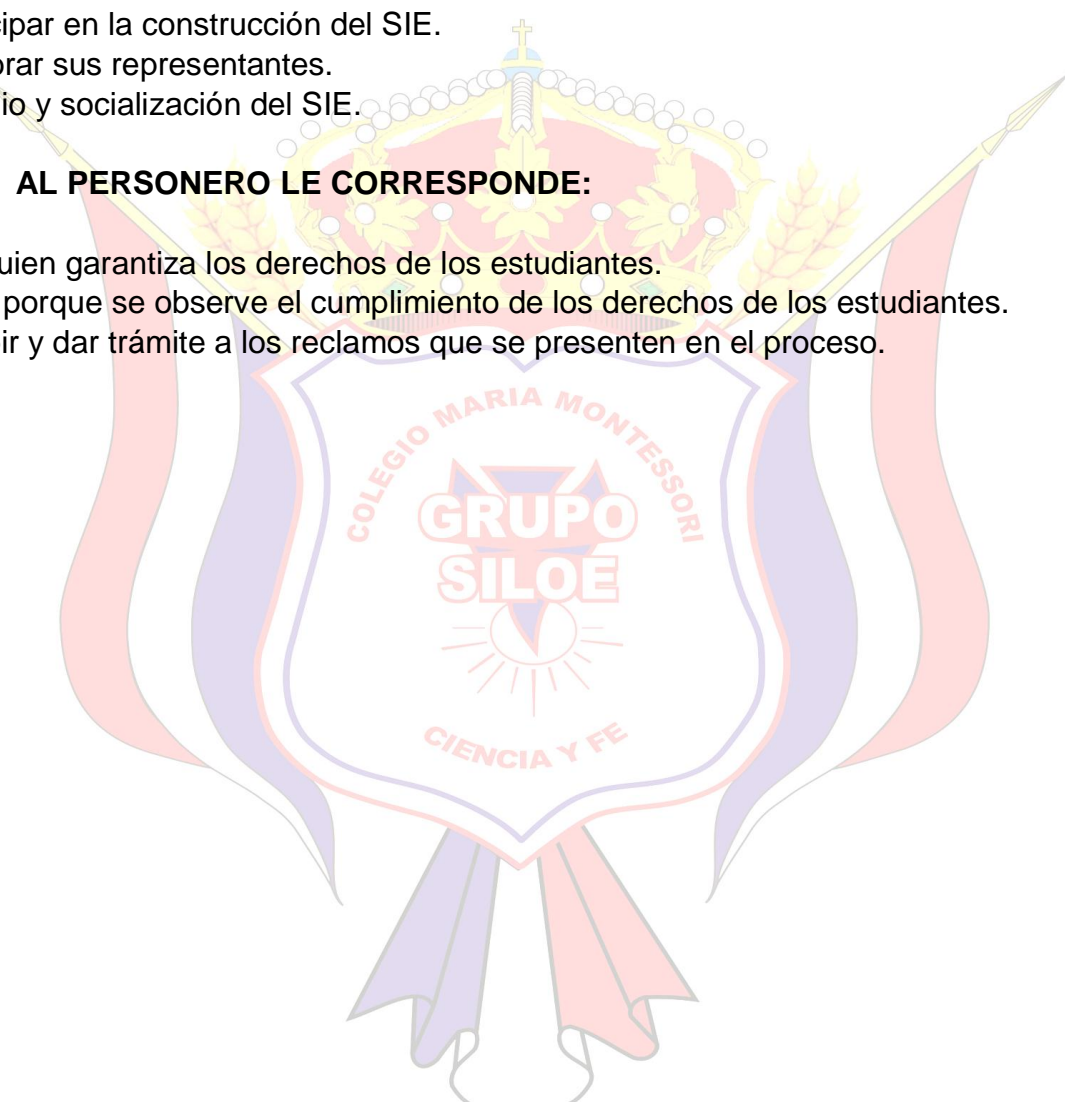 cipar en la construcción del SIE.
orar sus representantes.
io y socialización del SIE.
AL PERSONERO LE CORRESPONDE:
uien garantiza los derechos de los estudiantes.
porque se observe el cumplimiento de los derechos de los estudiantes.
ir y dar trámite a los reclamos que se presenten en el proceso.
COLEGIO MARIA MONTESSORI
GRUPO
SILOE
CIENCIA Y FE